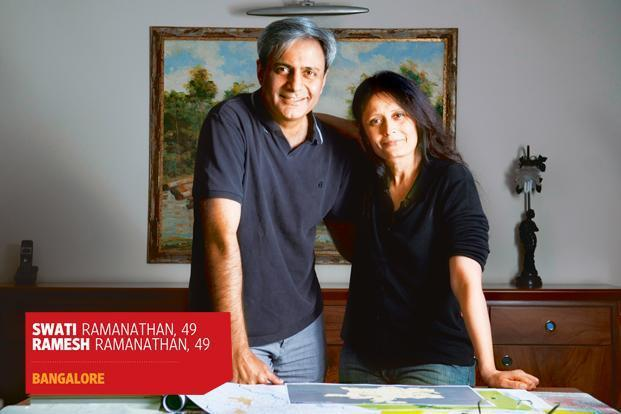 SWATI RAMANATHAN, 49
RAMESH RAMANATHAN, 49
BANGALORE